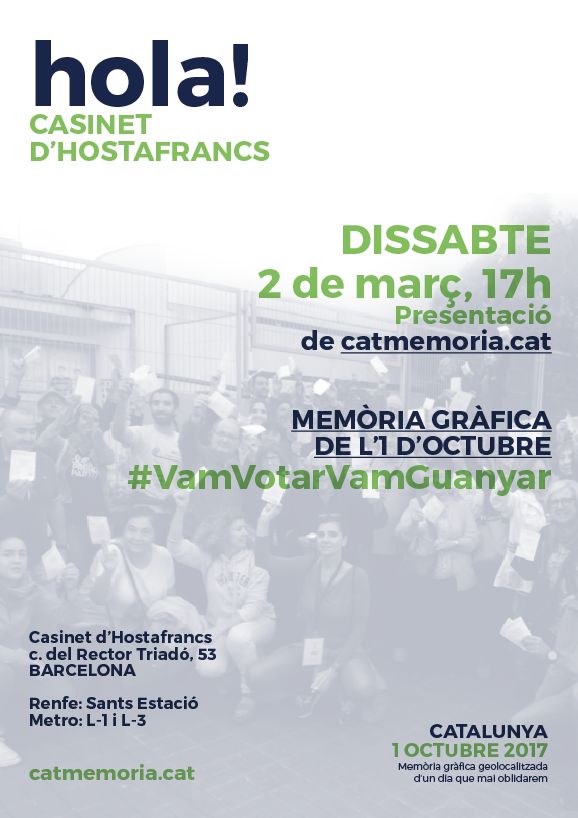 hola!
CASINET
D'HOSTAFRANCS
DISSABTE
2 de març, 17h
Presentació
de catmemoria.cat
MEMÒRIA GRÀFICA
DE L'1 D'OCTUBRE
#VamVotarVamGuanyar
Casinet d'Hostafrancs
c. del Rector Triadó, 53
BARCELONA
Renfe: Sants Estació
Metro: L-1 i L-3
catmemoria.cat
CATALUNYA
1 OCTUBRE 2017
Memòria gràfica geolocalitzada
d'un dia que mai oblidarem